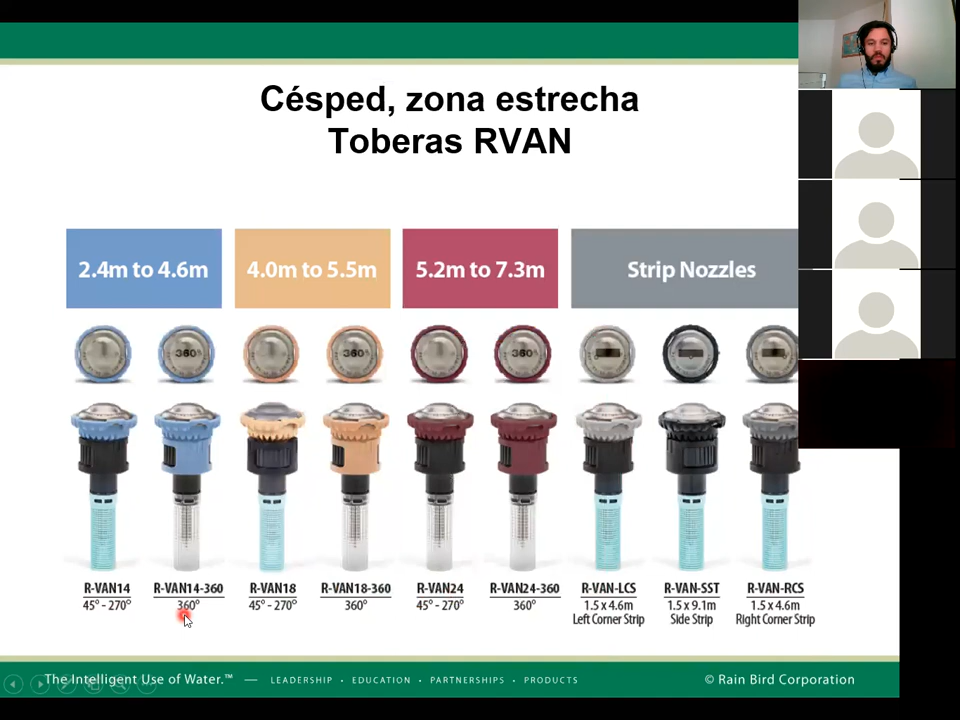 Césped, zona estrecha
Toberas RVAN
2.4m to 4.6m
4.0m to 5.5m
5.2m to 7.3m
Strip Nozzles
360°
360°
360°
R-VAN14
45° - 270°
R-VAN14-360
360°
R-VAN18
45° - 270°
R-VAN18-360
360°
R-VAN24
45° - 270°
R-VAN24-360
360°
R-VAN-LCS
1.5 x 4.6m
Left Corner Strip
R-VAN-SST
1.5 x 9.1m
Side Strip
R-VAN-RCS
1.5 x 4.6m
Right Corner Strip
The Intelligent Use of Water.™ — LEADERSHIP • EDUCATION • PARTNERSHIPS • PRODUCTS
© Rain Bird Corporation